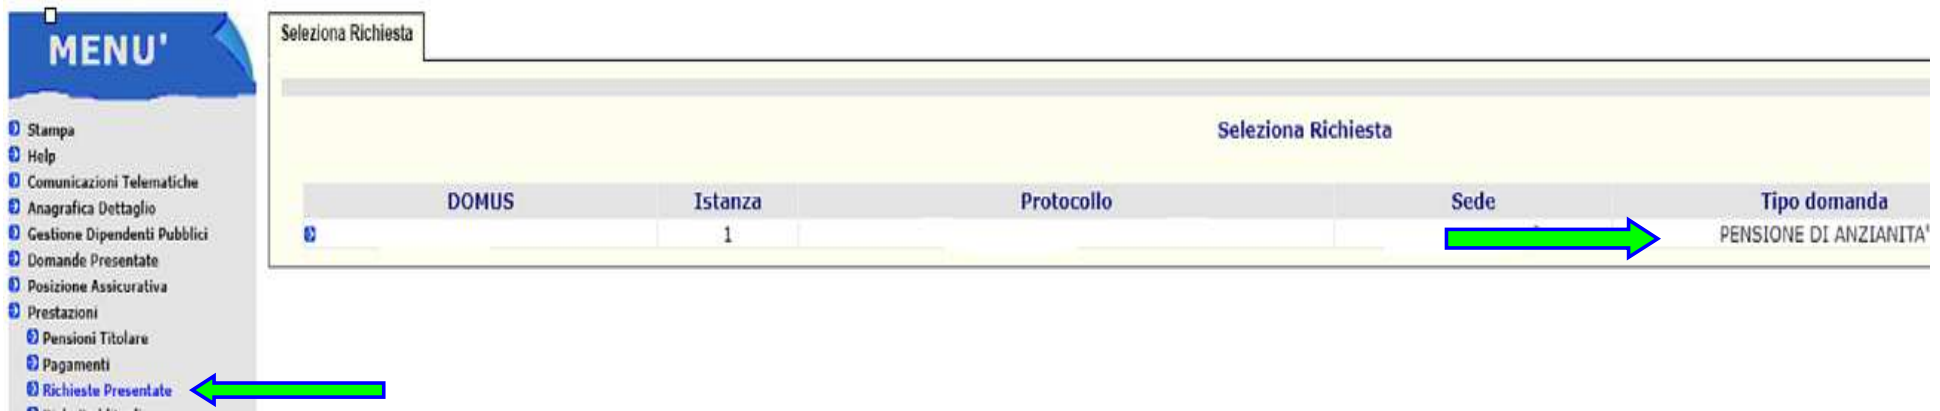 MENU'
Stampa
Help
Comunicazioni Telematiche
Anagrafica Dettaglio
Gestione Dipendenti Pubblici
Domande Presentate
Posizione Assicurativa
Prestazioni
Pensioni Titolare
Pagamenti
Richieste Presentate
Seleziona Richiesta
Seleziona Richiesta
DOMUS Istanza Protocollo Sede Tipo domanda
1 PENSIONE DI ANZIANITA'